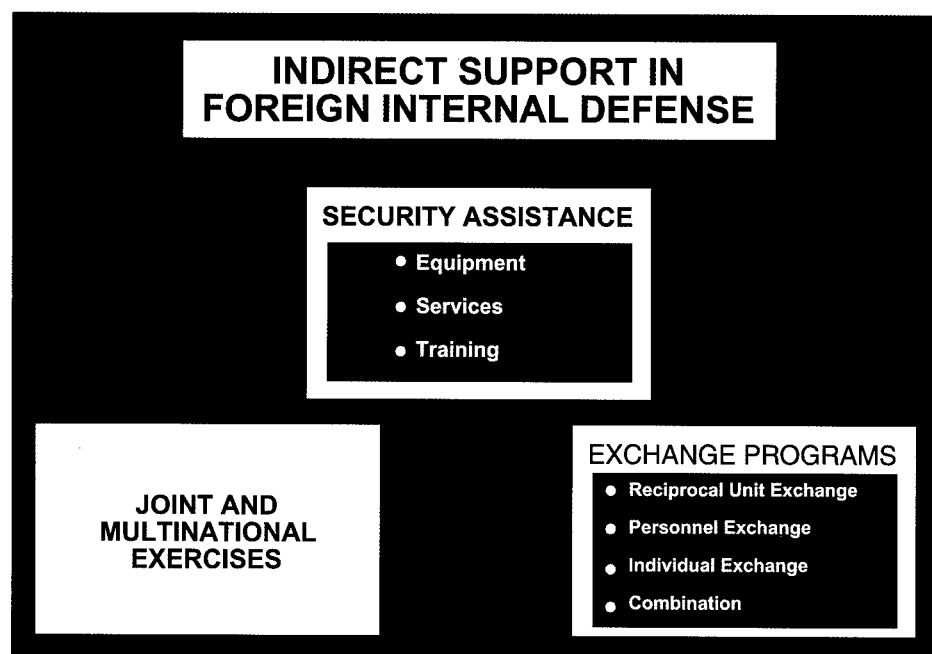 INDIRECT SUPPORT IN
FOREIGN INTERNAL DEFENSE
SECURITY ASSISTANCE
• Equipment
• Services
• Training
JOINT AND
MULTINATIONAL
EXERCISES
EXCHANGE PROGRAMS
• Reciprocal Unit Exchange
• Personnel Exchange
• Individual Exchange
• Combination